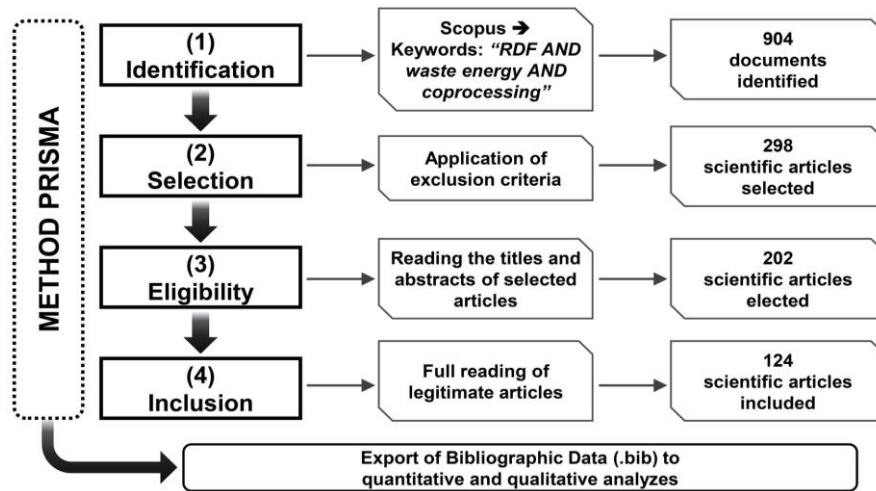 METHOD PRISMA
(1)
Identification
Scopus ➔
Keywords: “RDF AND
waste energy AND
coprocessing”
904
documents
identified
(2)
Selection
Application of
exclusion criteria
298
scientific articles
selected
(3)
Eligibility
Reading the titles and
abstracts of selected
articles
202
scientific articles
elected
(4)
Inclusion
Full reading of
legitimate articles
124
scientific articles
included
Export of Bibliographic Data (.bib) to
quantitative and qualitative analyzes